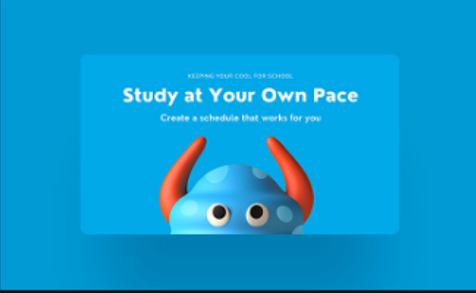 KEEPING YOUR COOL FOR SCHOOL
Study at Your Own Pace
Create a schedule that works for you